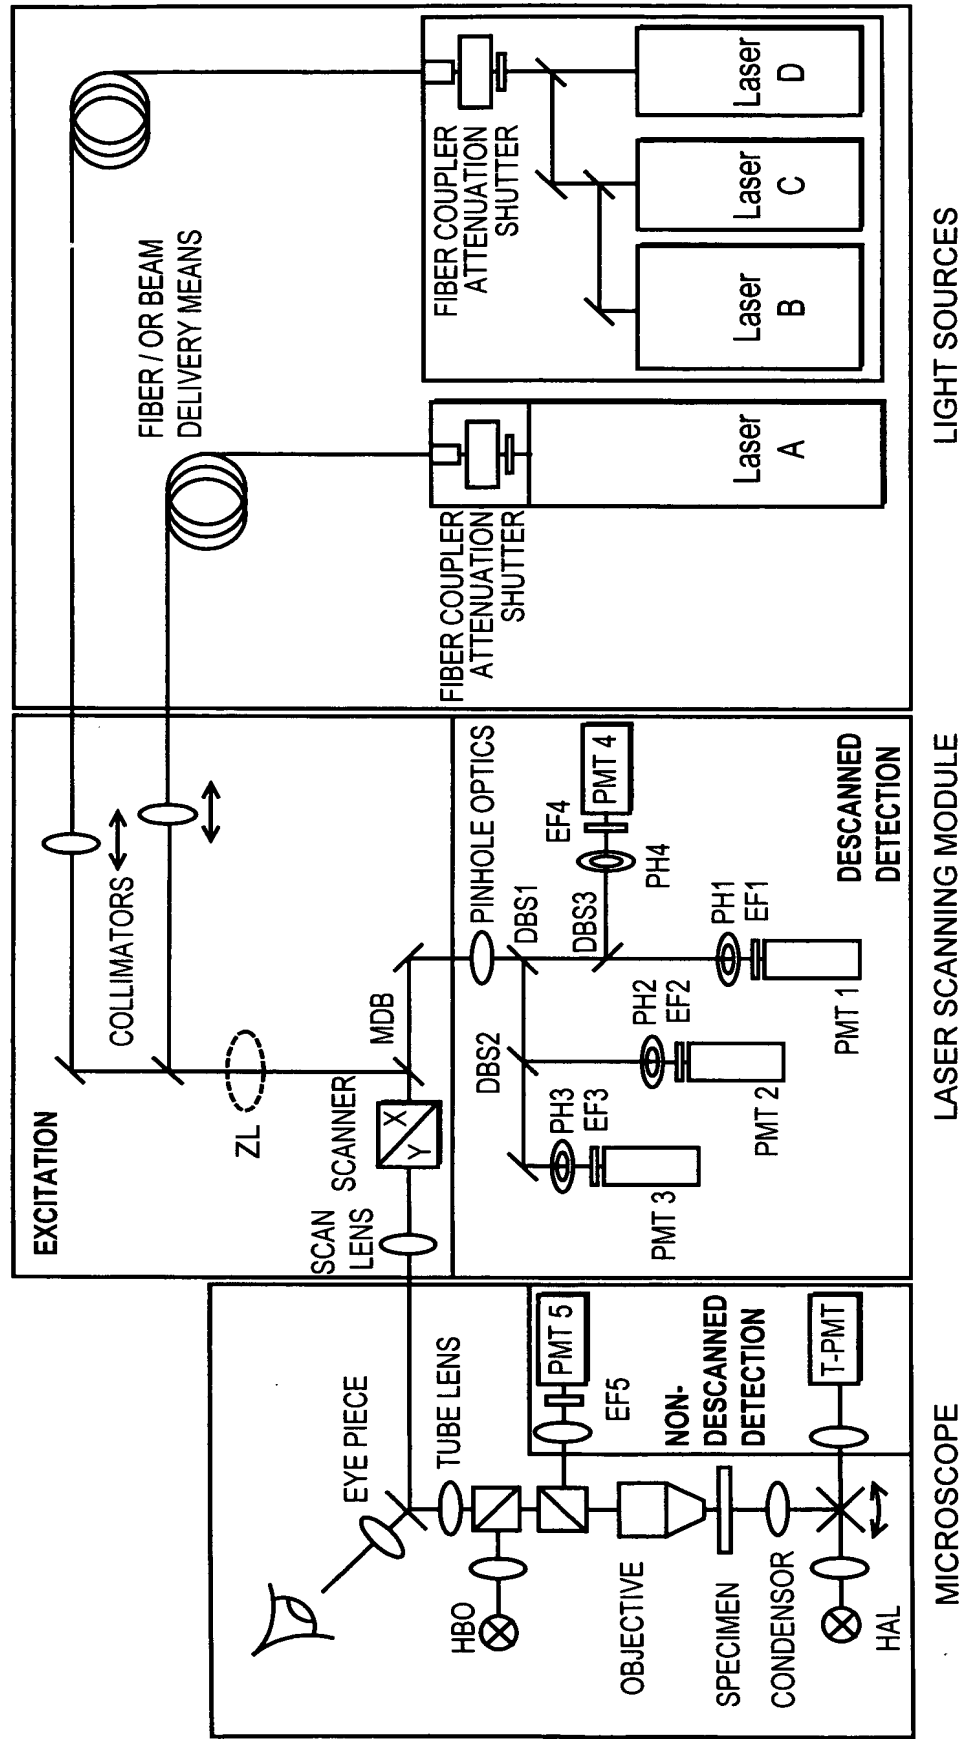 EXCITATION
COLLIMATORS
ZL
SCANNER
X
Y
MDB
SCAN
LENS
EYE PIECE
TUBE LENS
HBO
PMT 5
EF5
NON-
DESCANNED
DETECTION
OBJECTIVE
SPECIMEN
CONDENSOR
T-PMT
HAL
MICROSCOPE
PINHOLE OPTICS
DBS1
DBS2
DBS3
EF4
PMT 4
PH4
PH3
EF3
PMT 3
PH2
EF2
PMT 2
PH1
EF1
PMT 1
DESCANNED
DETECTION
LASER SCANNING MODULE
FIBER / OR BEAM
DELIVERY MEANS
FIBER COUPLER
ATTENUATION
SHUTTER
Laser
A
FIBER COUPLER
ATTENUATION
SHUTTER
Laser
B
Laser
C
Laser
D
LIGHT SOURCES